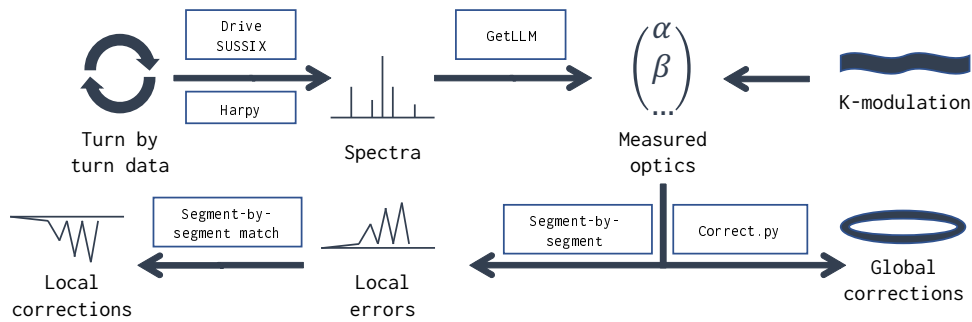 Drive
SUSSIX
Harpy
GetLLM
α
β
...
Turn by
turn data
Spectra
Measured
optics
K-modulation
Segment-by-
segment match
Segment-by-
segment
Correct.py
Local
corrections
Local
errors
Global
corrections